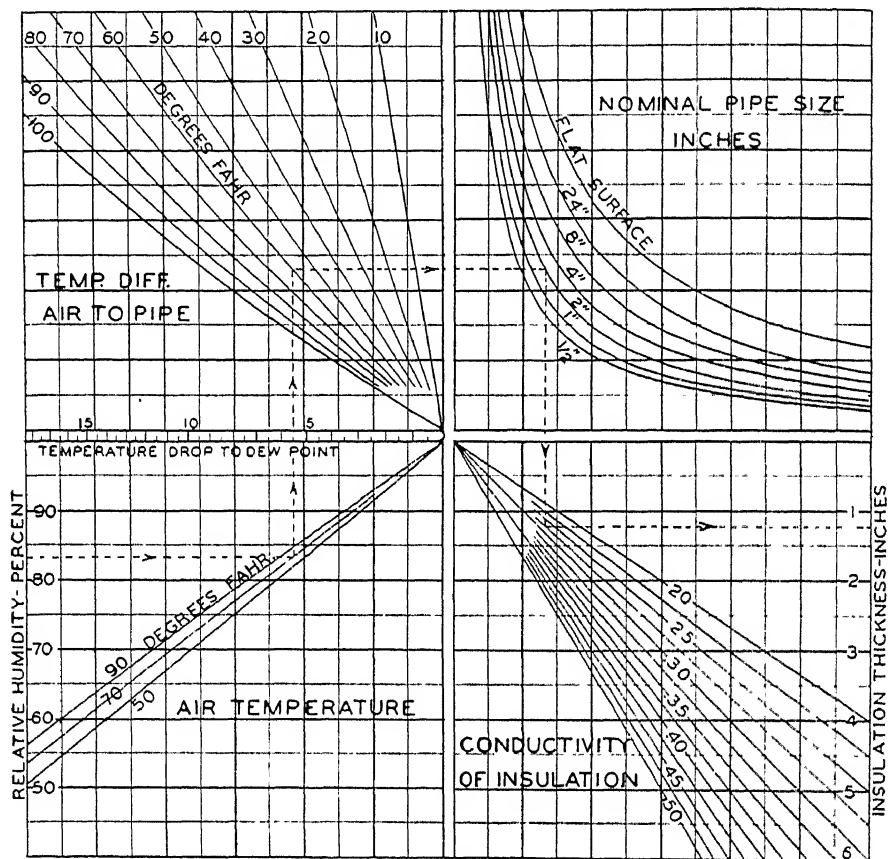 80 70 60 50 40 30 20 10
90
100
DEGREES FAHR
TEMP. DIFF.
AIR TO PIPE
NOMINAL PIPE SIZE
INCHES
FLAT SURFACE
24"
8"
4"
2"
1"
1/2"
15 10 5
TEMPERATURE DROP TO DEW POINT
RELATIVE HUMIDITY-PERCENT
90
80
70
60
50
90 DEGREES FAHR.
70
50
AIR TEMPERATURE
CONDUCTIVITY
OF INSULATION
.20
.25
.30
.35
.40
.45
.50
1
2
3
4
5
6
INSULATION THICKNESS-INCHES